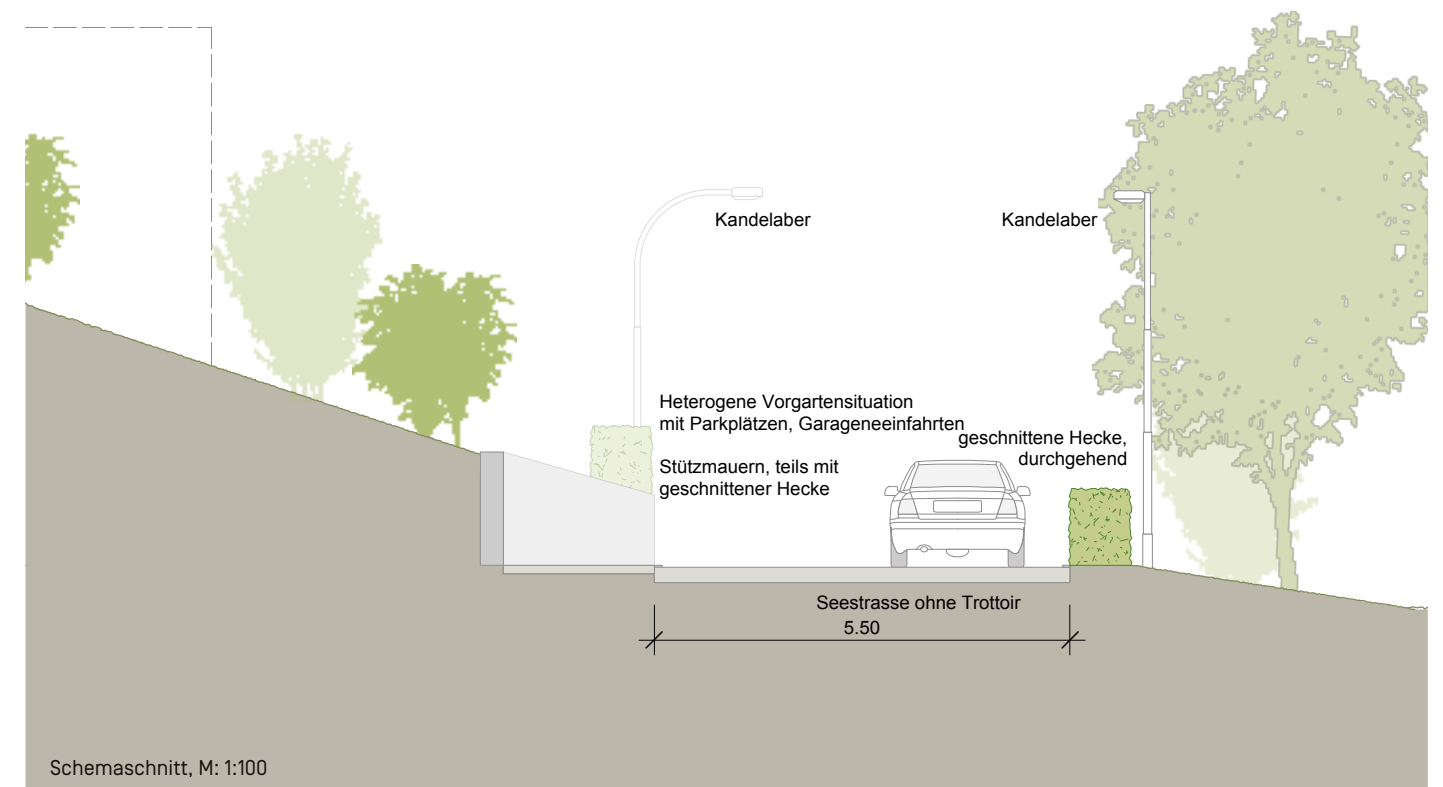 Kandelaber
Kandelaber
Heterogene Vorgartensituation
mit Parkplätzen, Garageneeinfahrten
Stützmauern, teils mit
geschnittener Hecke
geschnittene Hecke,
durchgehend
Seestrasse ohne Trottoir
5.50
Schemaschnitt, M: 1:100